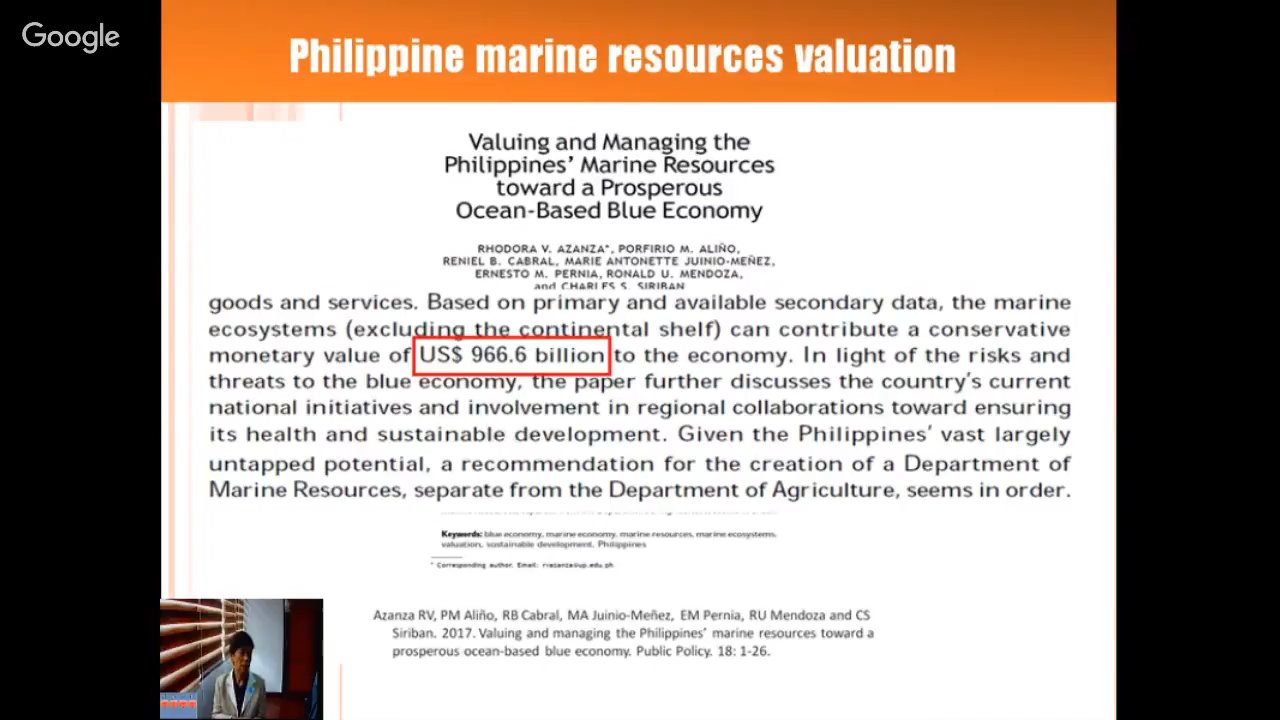 Google
Philippine marine resources valuation
Valuing and Managing the
Philippines' Marine Resources
toward a Prosperous
Ocean-Based Blue Economy
RHODORA V. AZANZA*, PORFIRIO M. ALIÑO,
RENIEL B. CABRAL, MARIE ANTONETTE JUINIO-MEÑEZ,
ERNESTO M. PERNIA, RONALD U. MENDOZA,
and CHARLES S. SIRIBAN
goods and services. Based on primary and available secondary data, the marine
ecosystems (excluding the continental shelf) can contribute a conservative
monetary value of US$ 966.6 billion to the economy. In light of the risks and
threats to the blue economy, the paper further discusses the country's current
national initiatives and involvement in regional collaborations toward ensuring
its health and sustainable development. Given the Philippines' vast largely
untapped potential, a recommendation for the creation of a Department of
Marine Resources, separate from the Department of Agriculture, seems in order.
Keywords: blue economy, marine economy, marine resources, marine ecosystems,
valuation, sustainable development, Philippines
* Corresponding author. Email: rvazanza@up.edu.ph
Azanza RV, PM Aliño, RB Cabral, MA Juinio-Meñez, EM Pernia, RU Mendoza and CS
Siriban. 2017. Valuing and managing the Philippines' marine resources toward a
prosperous ocean-based blue economy. Public Policy. 18: 1-26.